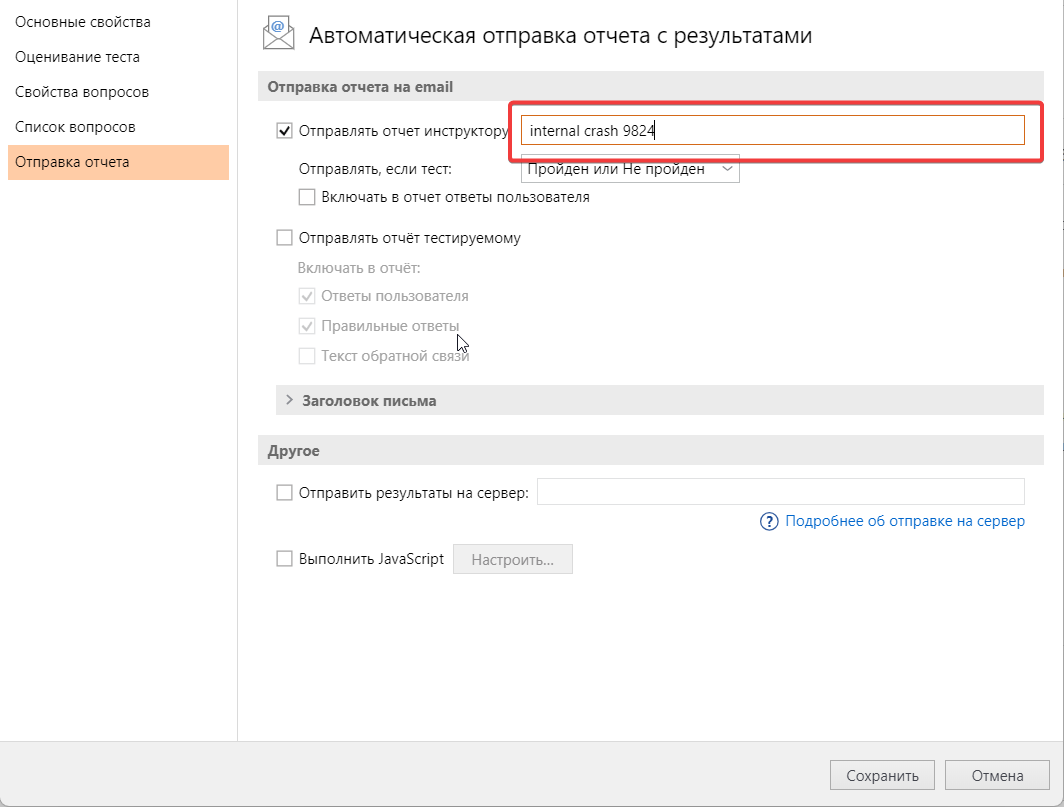 Основные свойства
Оценивание теста
Свойства вопросов
Список вопросов
Отправка отчета
@
Автоматическая отправка отчета с результатами
Отправка отчета на email
Отправлять отчет инструктору
internal crash 9824
Отправлять, если тест:
Пройден или Не пройден
Включать в отчет ответы пользователя
Отправлять отчёт тестируемому
Включать в отчёт:
Ответы пользователя
Правильные ответы
Текст обратной связи
Заголовок письма
Другое
Отправить результаты на сервер:
? Подробнее об отправке на сервер
Выполнить JavaScript
Настроить...
Сохранить
Отмена